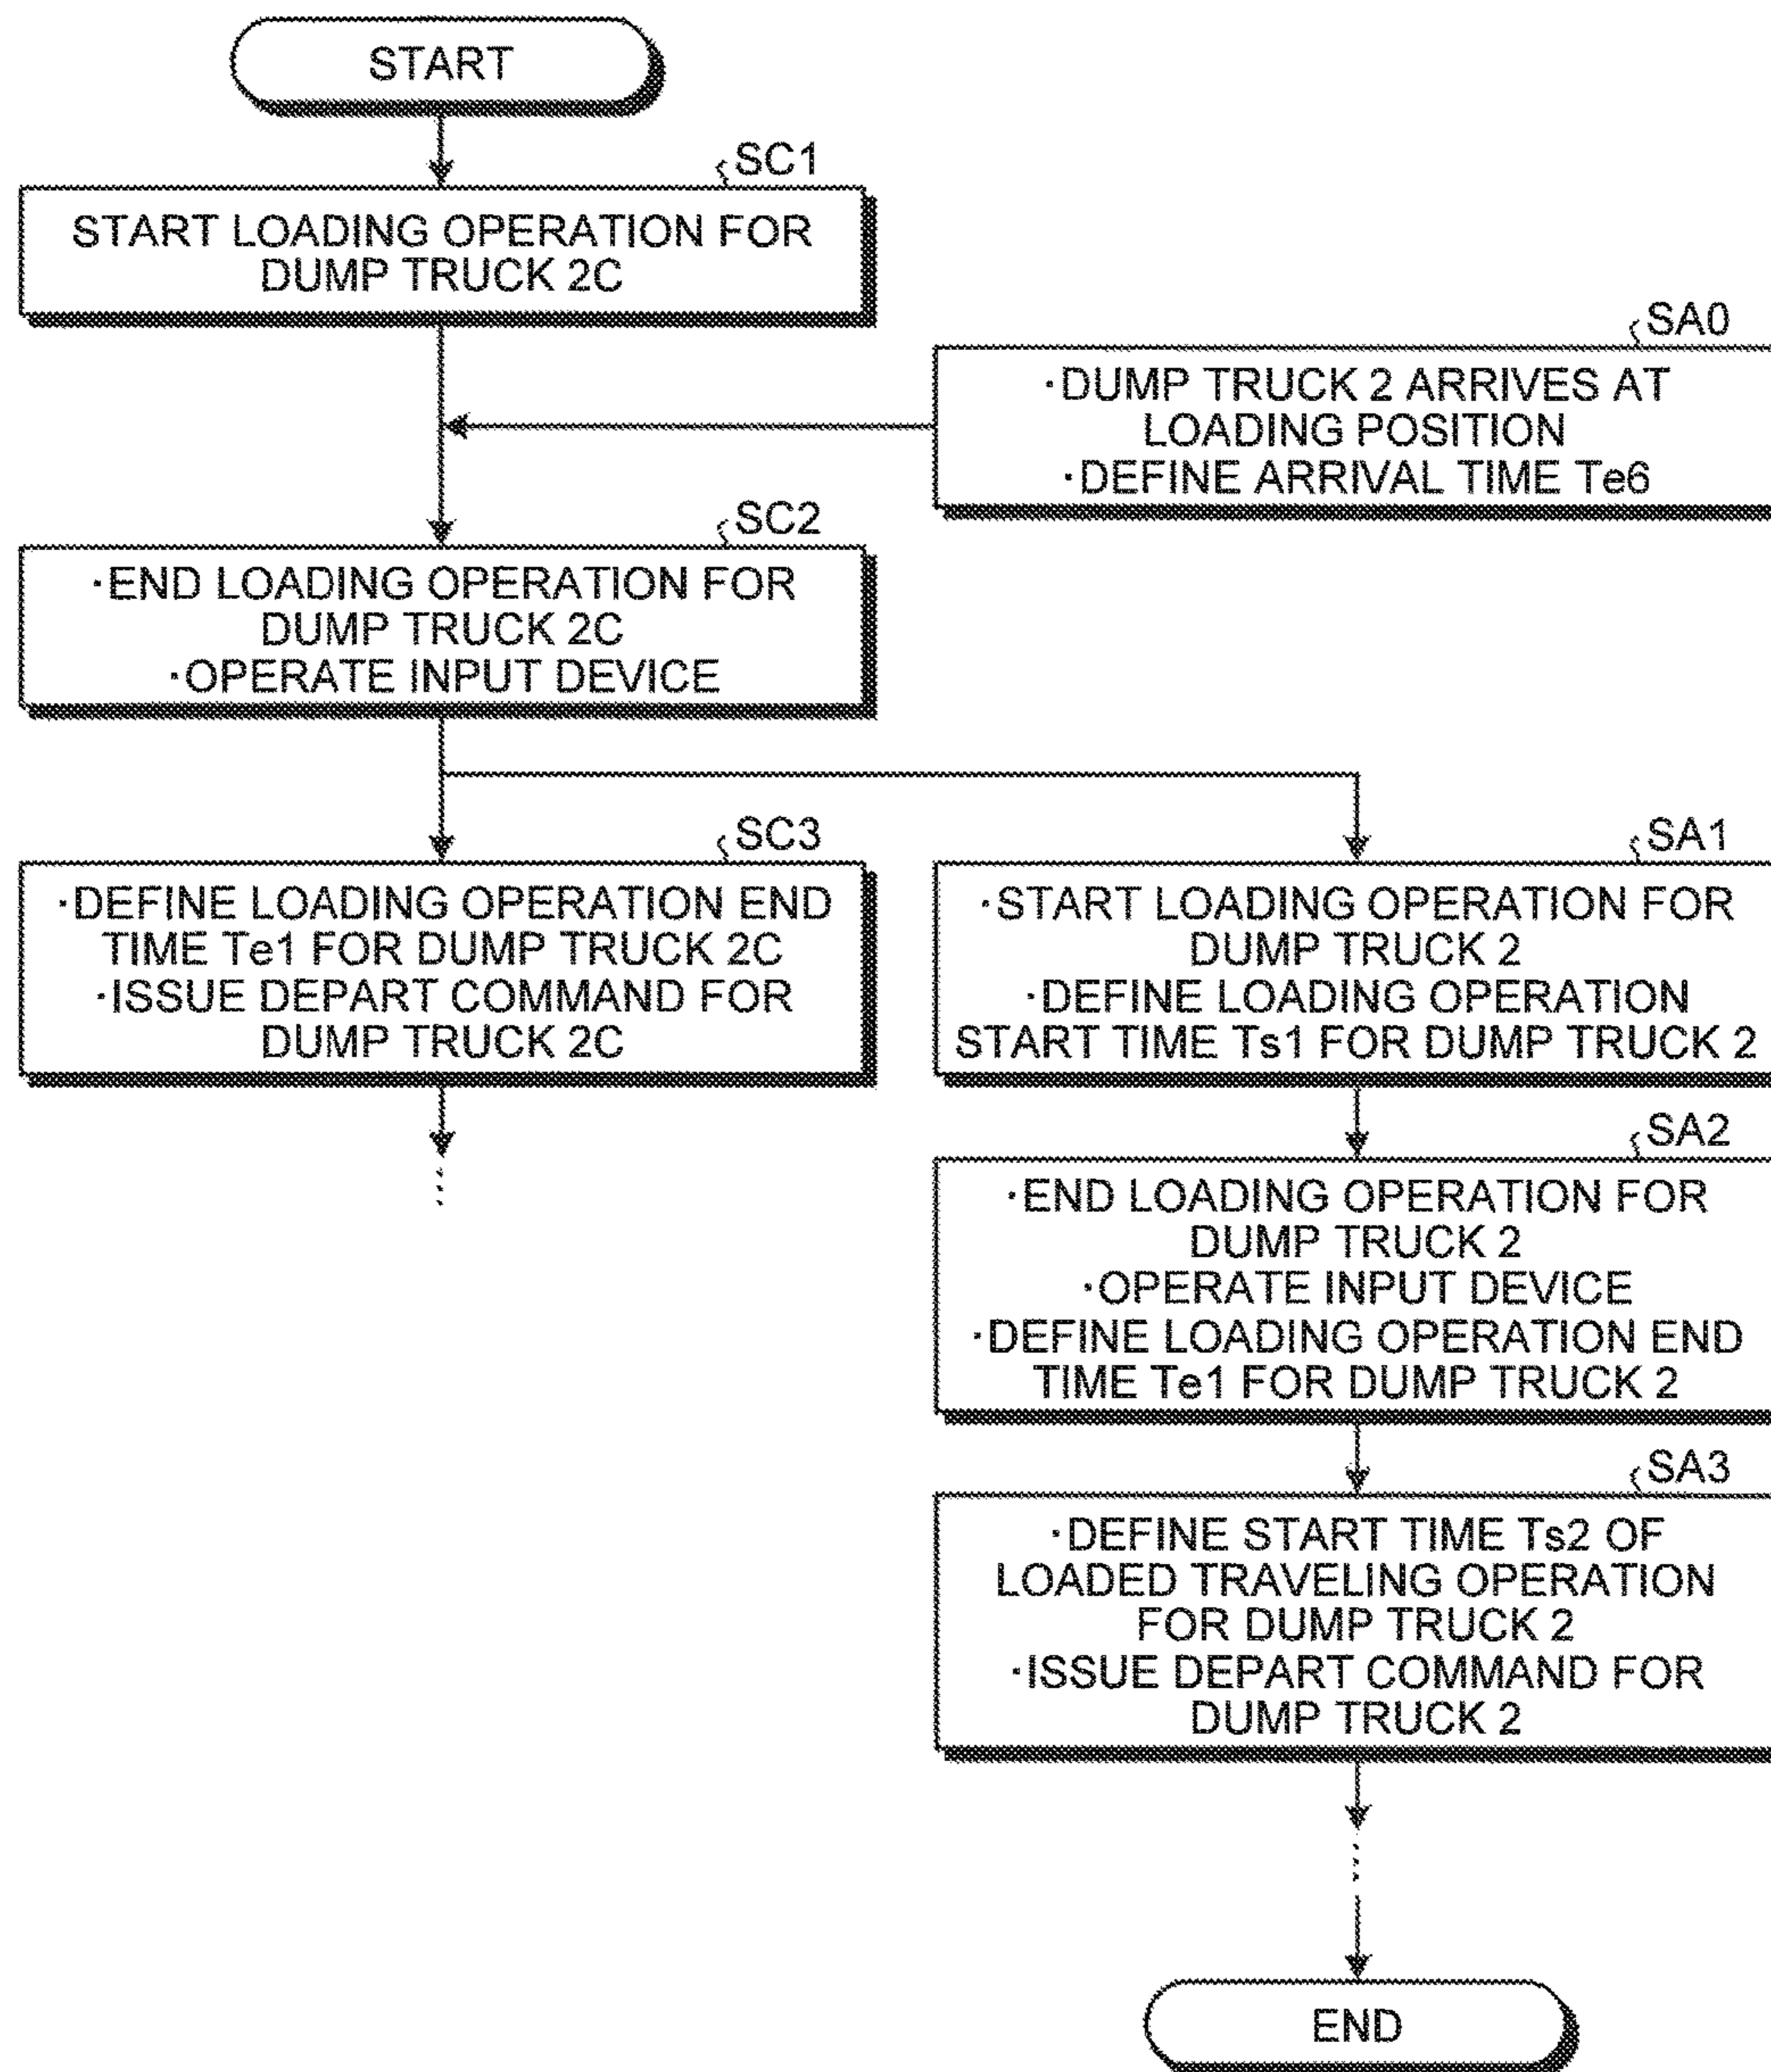 START
SC1
START LOADING OPERATION FOR
DUMP TRUCK 2C
SA0
·DUMP TRUCK 2 ARRIVES AT
LOADING POSITION
·DEFINE ARRIVAL TIME Te6
SC2
·END LOADING OPERATION FOR
DUMP TRUCK 2C
·OPERATE INPUT DEVICE
SC3
·DEFINE LOADING OPERATION END
TIME Te1 FOR DUMP TRUCK 2C
·ISSUE DEPART COMMAND FOR
DUMP TRUCK 2C
SA1
·START LOADING OPERATION FOR
DUMP TRUCK 2
·DEFINE LOADING OPERATION
START TIME Ts1 FOR DUMP TRUCK 2
SA2
·END LOADING OPERATION FOR
DUMP TRUCK 2
·OPERATE INPUT DEVICE
·DEFINE LOADING OPERATION END
TIME Te1 FOR DUMP TRUCK 2
SA3
·DEFINE START TIME Ts2 OF
LOADED TRAVELING OPERATION
FOR DUMP TRUCK 2
·ISSUE DEPART COMMAND FOR
DUMP TRUCK 2
END